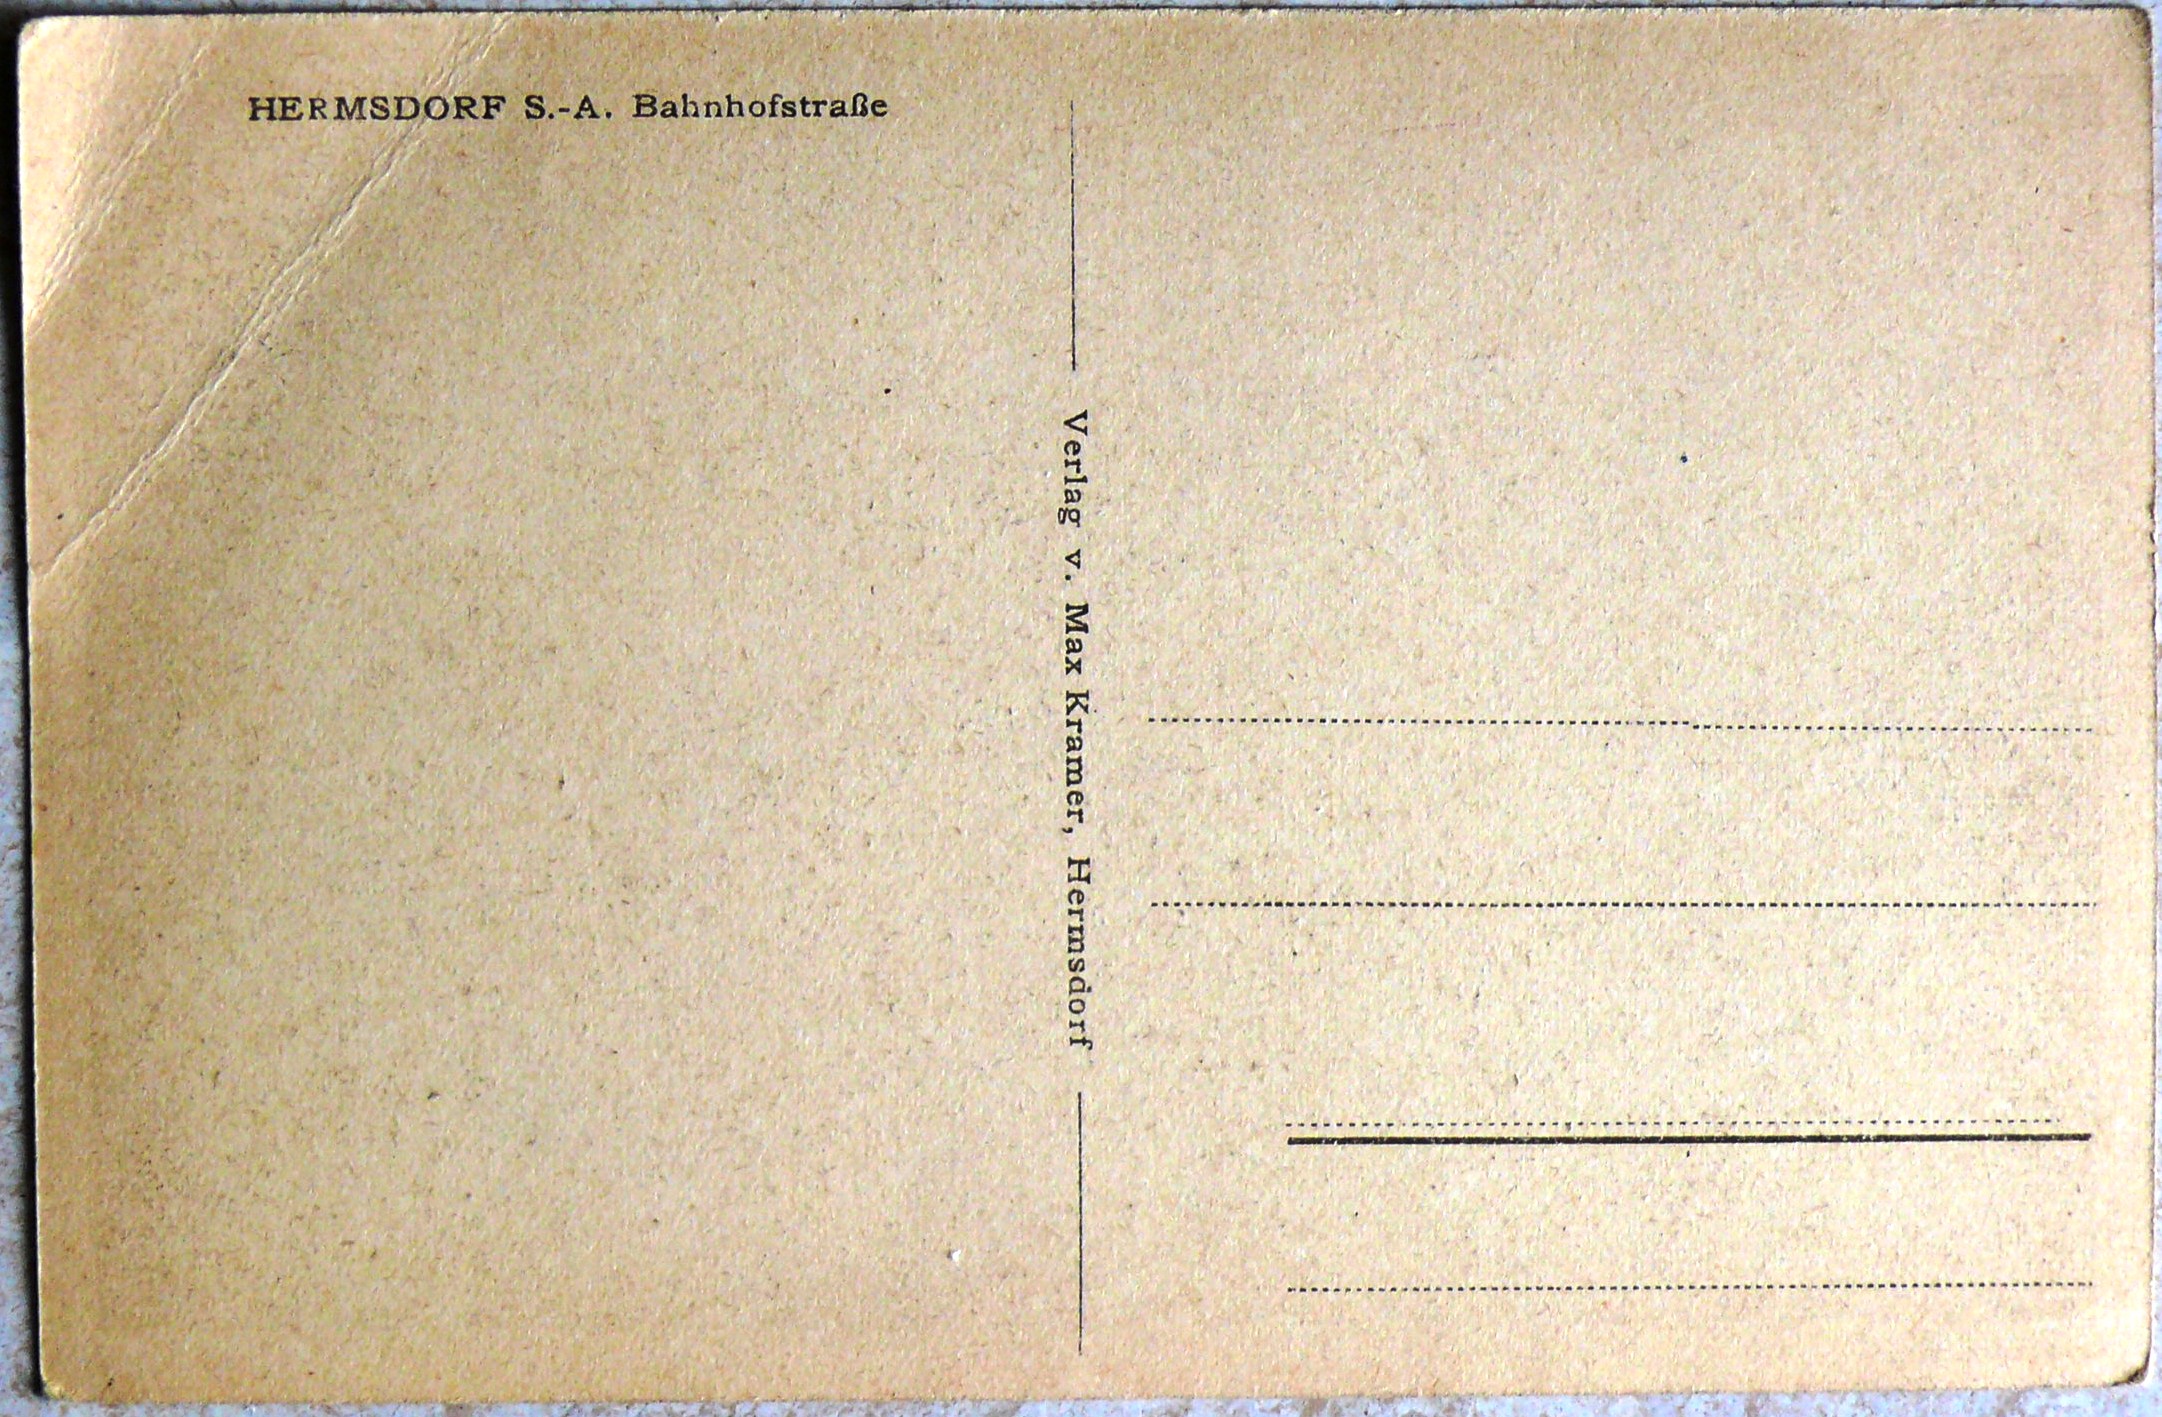 HERMSDORF S.-A. Bahnhofstraße
Verlag v. Max Kramer, Hermsdorf